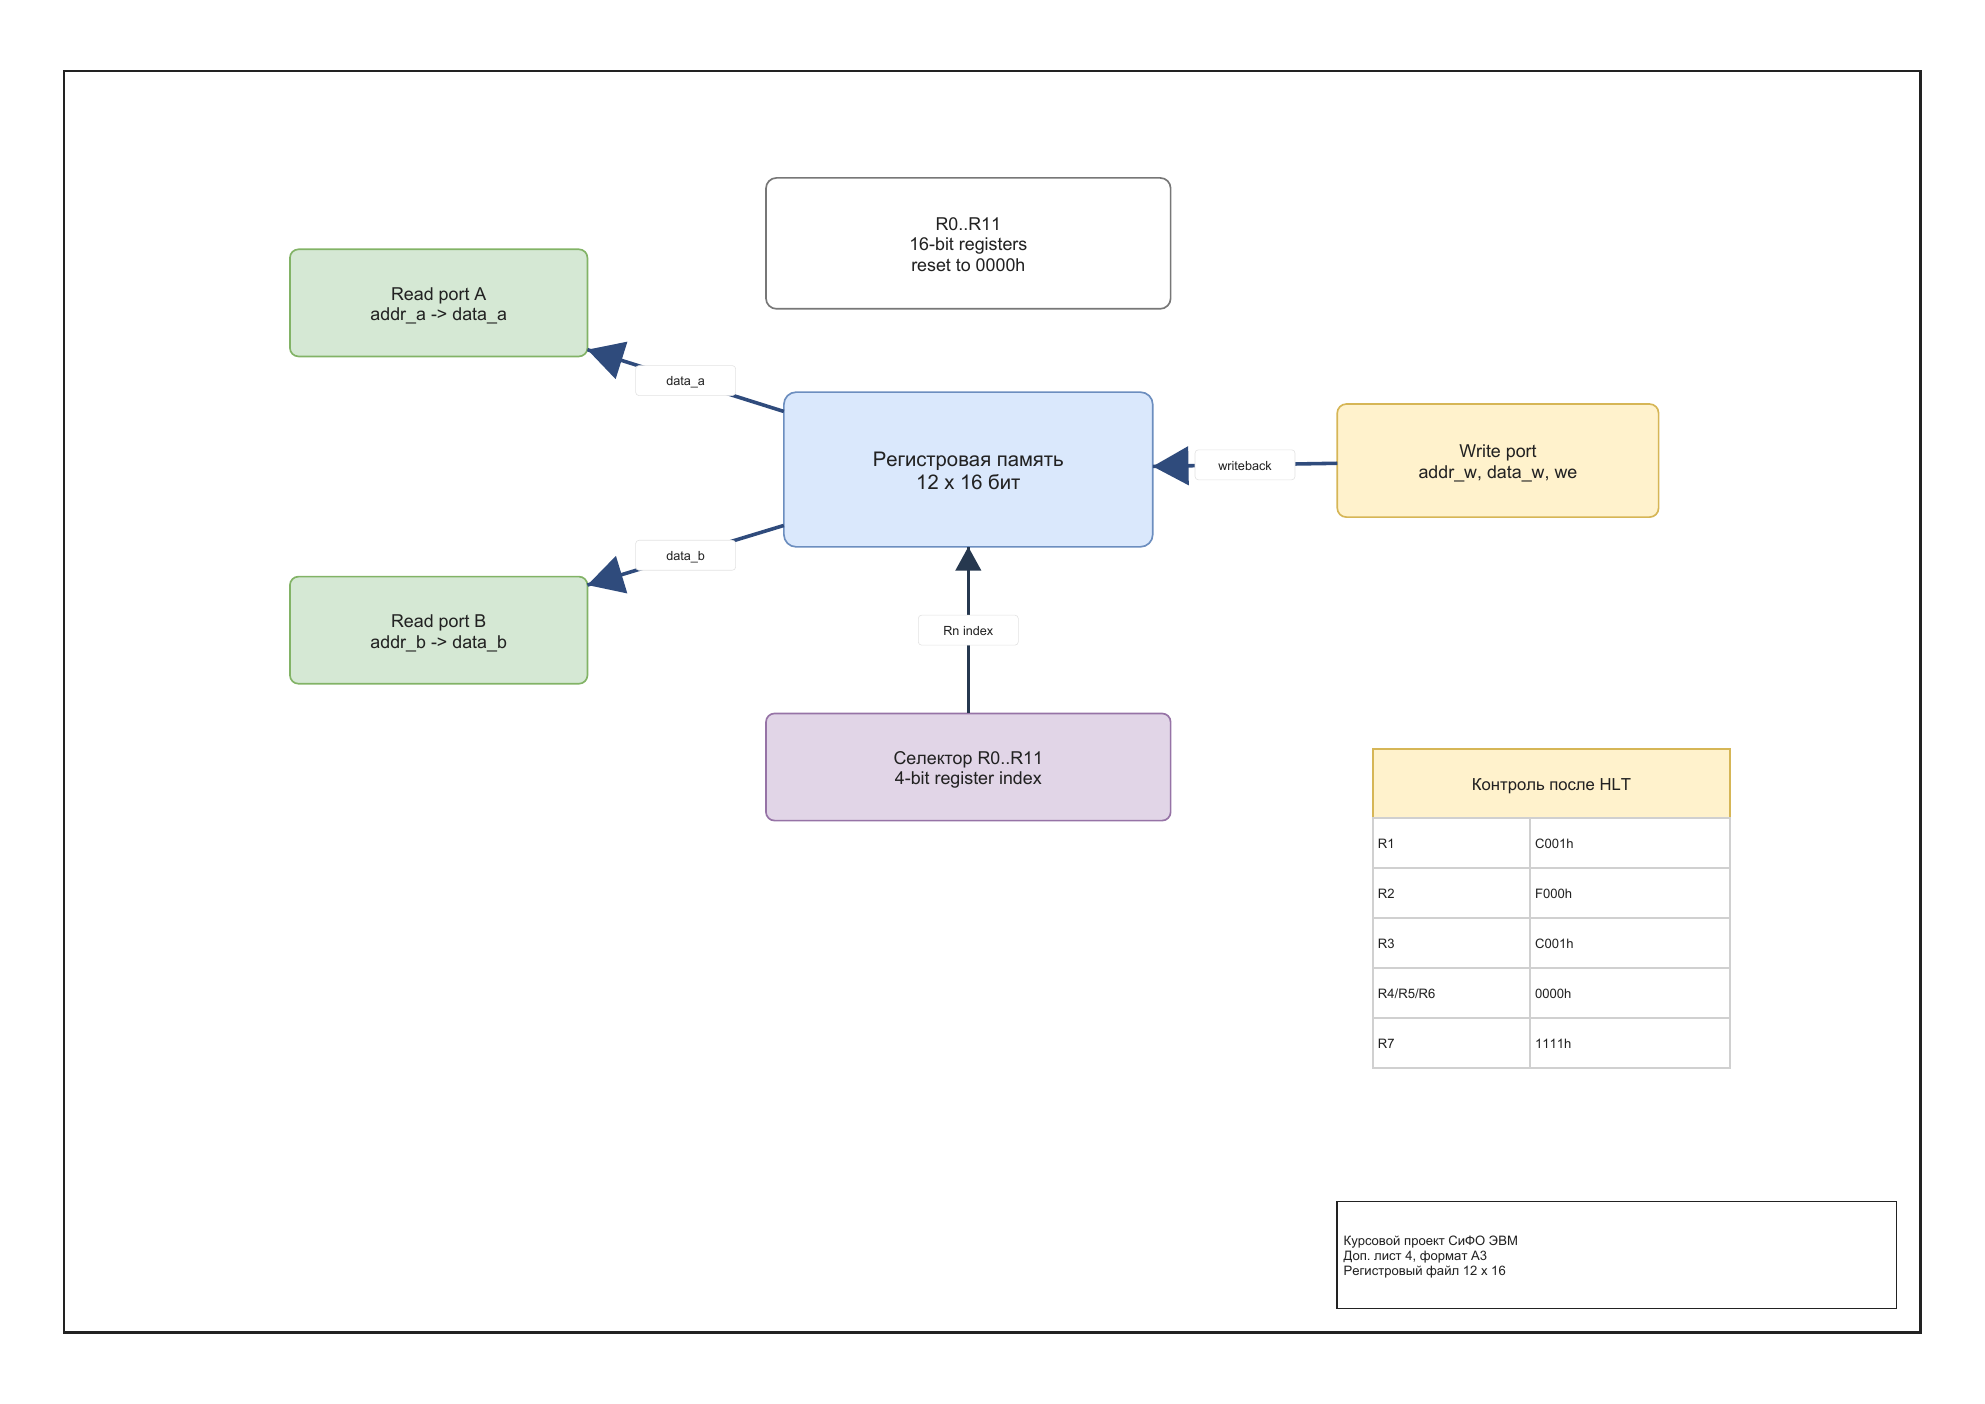 R0..R11
16-bit registers
reset to 0000h
Read port A
addr_a -> data_a
data_a
Регистровая память
12 x 16 бит
writeback
Write port
addr_w, data_w, we
data_b
Read port B
addr_b -> data_b
Rn index
Селектор R0..R11
4-bit register index
Контроль после HLT
R1 C001h
R2 F000h
R3 C001h
R4/R5/R6 0000h
R7 1111h
Курсовой проект СиФО ЭВМ
Доп. лист 4, формат А3
Регистровый файл 12 x 16